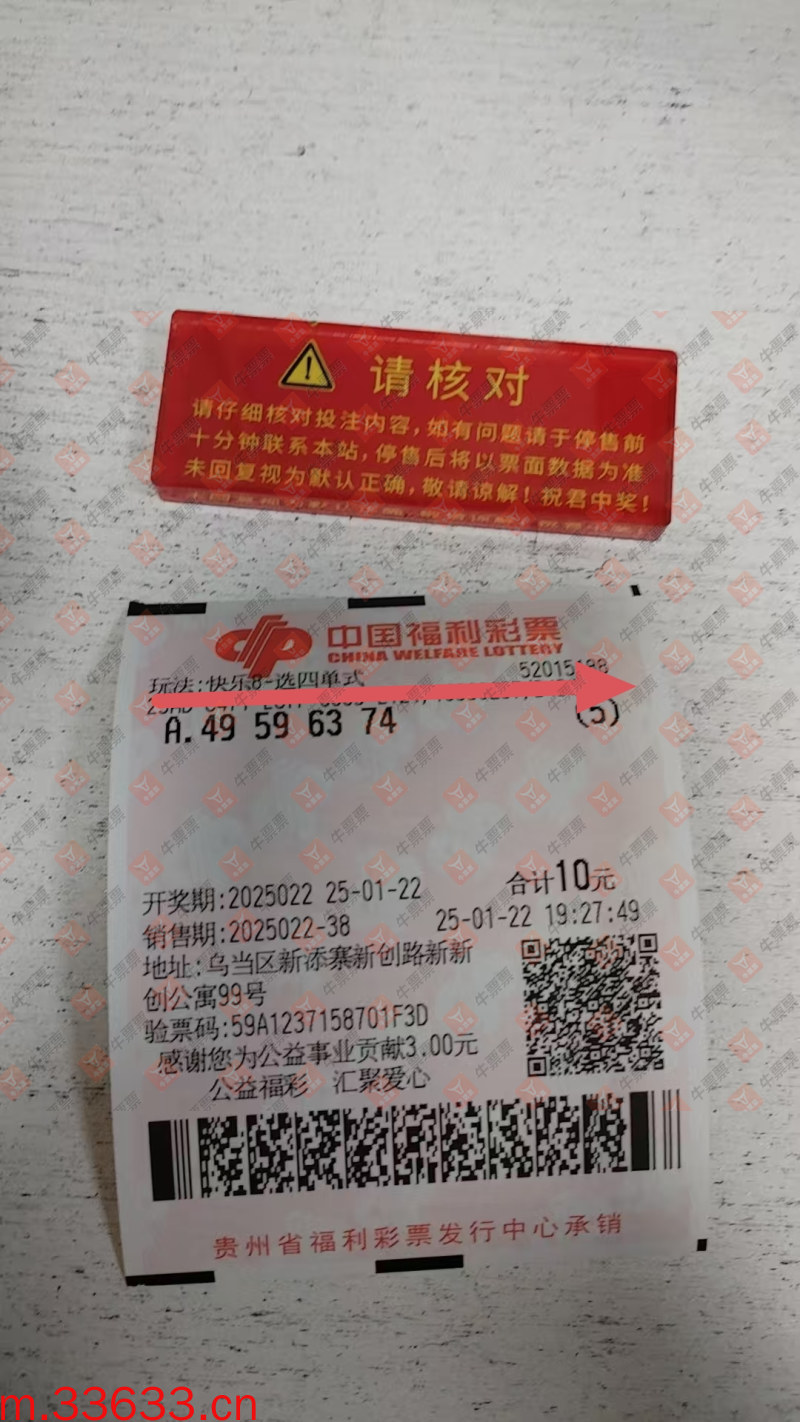 请核对
请仔细核对投注内容,如有问题请于停售前
十分钟联系本站,停售后将以票面数据为准
未回复视为默认正确,敬请谅解!祝君中奖!
中国福利彩票
CHINA WELFARE LOTTERY
玩法:快乐8-选四单式
A.49 59 63 74 (5)
开奖期:2025022 25-01-22 合计10元
销售期:2025022-38 25-01-22 19:27:49
地址:乌当区新添寨新创路新新
创公寓99号
验票码:59A1237158701F3D
感谢您为公益事业贡献3.00元
公益福彩 汇聚爱心
贵州省福利彩票发行中心承销
牛票票
m.33633.cn